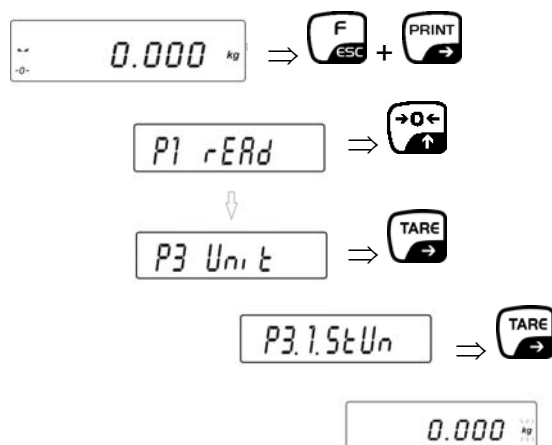 -0- 0.000 kg ⇒ F ESC + PRINT →
P1 rEAd ⇒ →0← ↑
P3 Unit ⇒ TARE →
P3.1.StUn ⇒ TARE →
0.000 kg